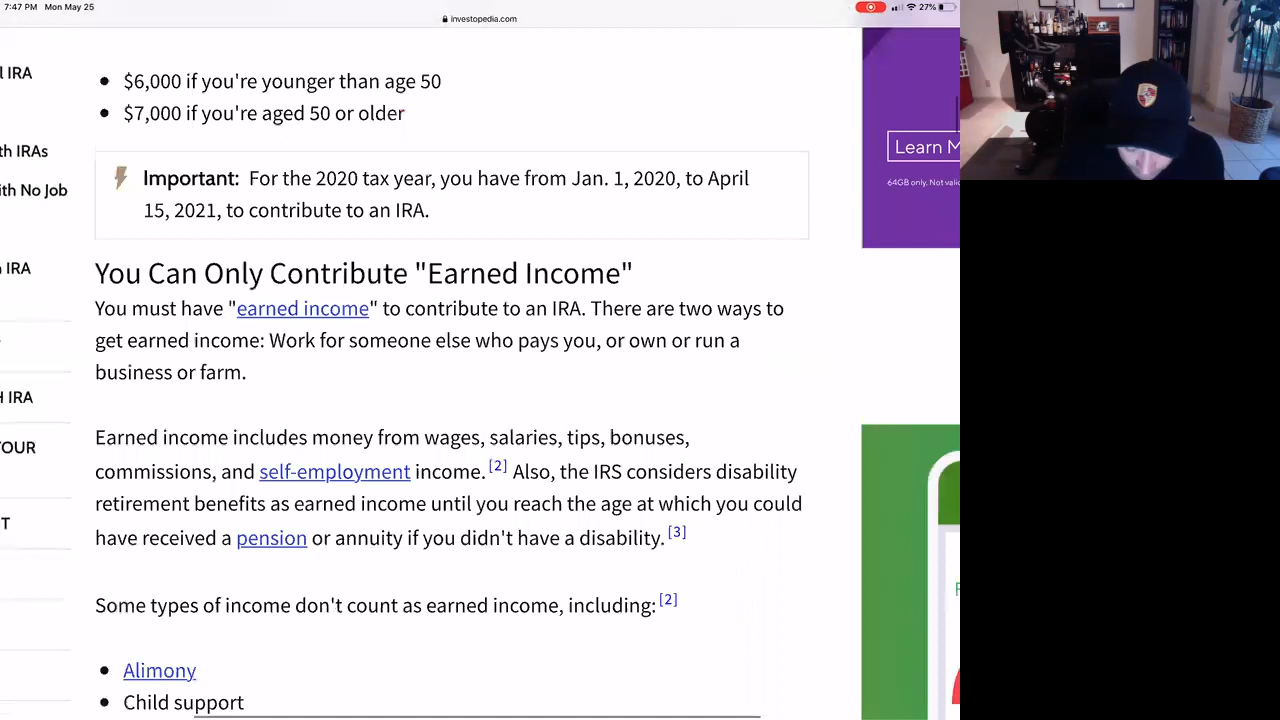 7:47 PM Mon May 25
investopedia.com
27%
l IRA
th IRAs
ith No Job
IRA
H IRA
OUR
T
$6,000 if you're younger than age 50
$7,000 if you're aged 50 or older
Important: For the 2020 tax year, you have from Jan. 1, 2020, to April
15, 2021, to contribute to an IRA.
You Can Only Contribute "Earned Income"
You must have "earned income" to contribute to an IRA. There are two ways to
get earned income: Work for someone else who pays you, or own or run a
business or farm.
Earned income includes money from wages, salaries, tips, bonuses,
commissions, and self-employment income.[2] Also, the IRS considers disability
retirement benefits as earned income until you reach the age at which you could
have received a pension or annuity if you didn't have a disability.[3]
Some types of income don't count as earned income, including:[2]
Alimony
Child support
Learn M
64GB only. Not valid